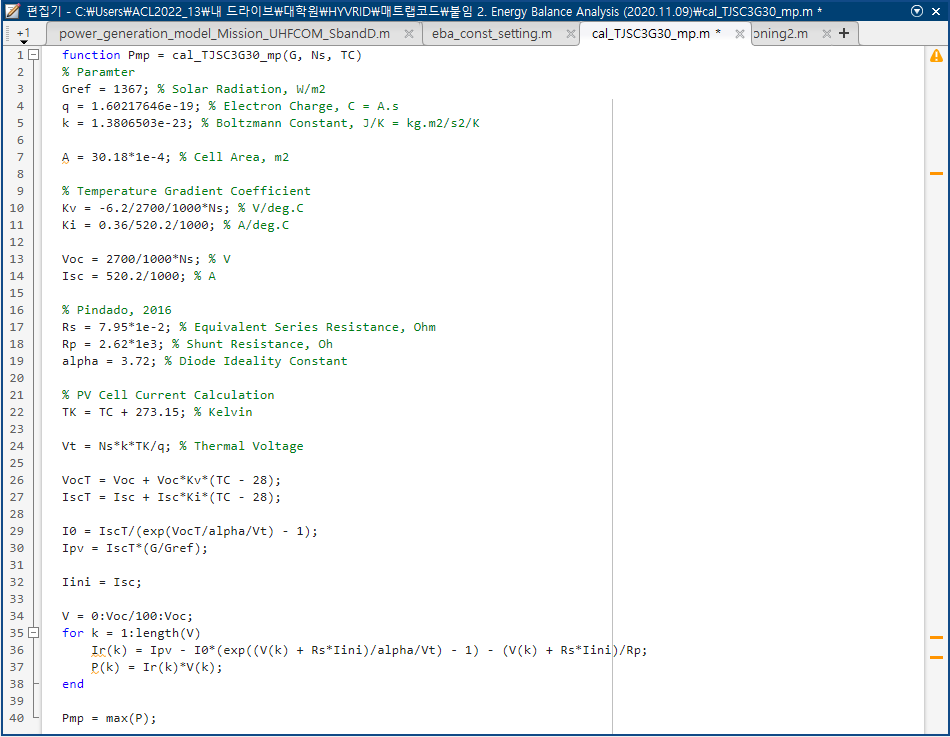 편집기 - C:₩Users₩ACL2022_13₩내 드라이브₩대학원₩HYVRID₩매트랩코드₩붙임 2. Energy Balance Analysis (2020.11.09)₩cal_TJSC3G30_mp.m *
+1 power_generation_model_Mission_UHFCOM_SbandD.m eba_const_setting.m cal_TJSC3G30_mp.m * oning2.m +
1 function Pmp = cal_TJSC3G30_mp(G, Ns, TC)
2 % Paramter
3 Gref = 1367; % Solar Radiation, W/m2
4 q = 1.60217646e-19; % Electron Charge, C = A.s
5 k = 1.3806503e-23; % Boltzmann Constant, J/K = kg.m2/s2/K
6
7 A = 30.18*1e-4; % Cell Area, m2
8
9 % Temperature Gradient Coefficient
10 Kv = -6.2/2700/1000*Ns; % V/deg.C
11 Ki = 0.36/520.2/1000; % A/deg.C
12
13 Voc = 2700/1000*Ns; % V
14 Isc = 520.2/1000; % A
15
16 % Pindado, 2016
17 Rs = 7.95*1e-2; % Equivalent Series Resistance, Ohm
18 Rp = 2.62*1e3; % Shunt Resistance, Oh
19 alpha = 3.72; % Diode Ideality Constant
20
21 % PV Cell Current Calculation
22 TK = TC + 273.15; % Kelvin
23
24 Vt = Ns*k*TK/q; % Thermal Voltage
25
26 VocT = Voc + Voc*Kv*(TC - 28);
27 IscT = Isc + Isc*Ki*(TC - 28);
28
29 I0 = IscT/(exp(VocT/alpha/Vt) - 1);
30 Ipv = IscT*(G/Gref);
31
32 Iini = Isc;
33
34 V = 0:Voc/100:Voc;
35 for k = 1:length(V)
36 Ir(k) = Ipv - I0*(exp((V(k) + Rs*Iini)/alpha/Vt) - 1) - (V(k) + Rs*Iini)/Rp;
37 P(k) = Ir(k)*V(k);
38 end
39
40 Pmp = max(P);